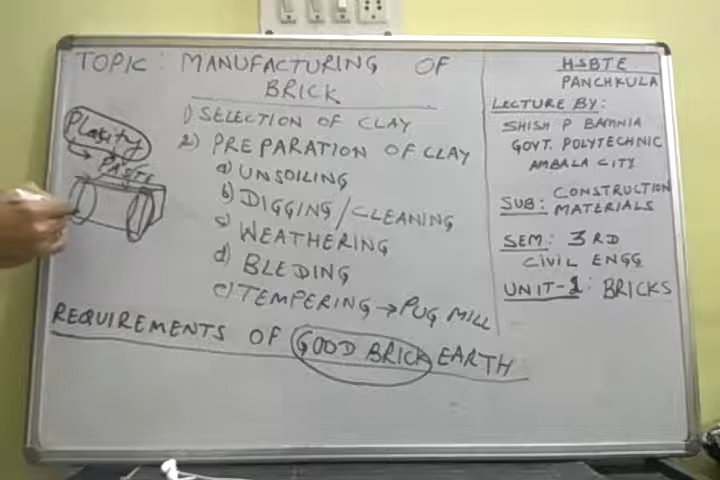 TOPIC: MANUFACTURING OF
BRICK
1) SELECTION OF CLAY
2) PREPARATION OF CLAY
a) UNSOILING
b) DIGGING/CLEANING
c) WEATHERING
d) BLEDING
e) TEMPERING → PUG MILL
Plasity
PAST
REQUIREMENTS OF GOOD BRICK EARTH
HSBTE
PANCHKULA
LECTURE BY:
SHISH P BAMNIA
GOVT. POLYTECHNIC
AMBALA CITY
SUB: CONSTRUCTION
MATERIALS
SEM: 3RD
CIVIL ENGG
UNIT-1: BRICKS